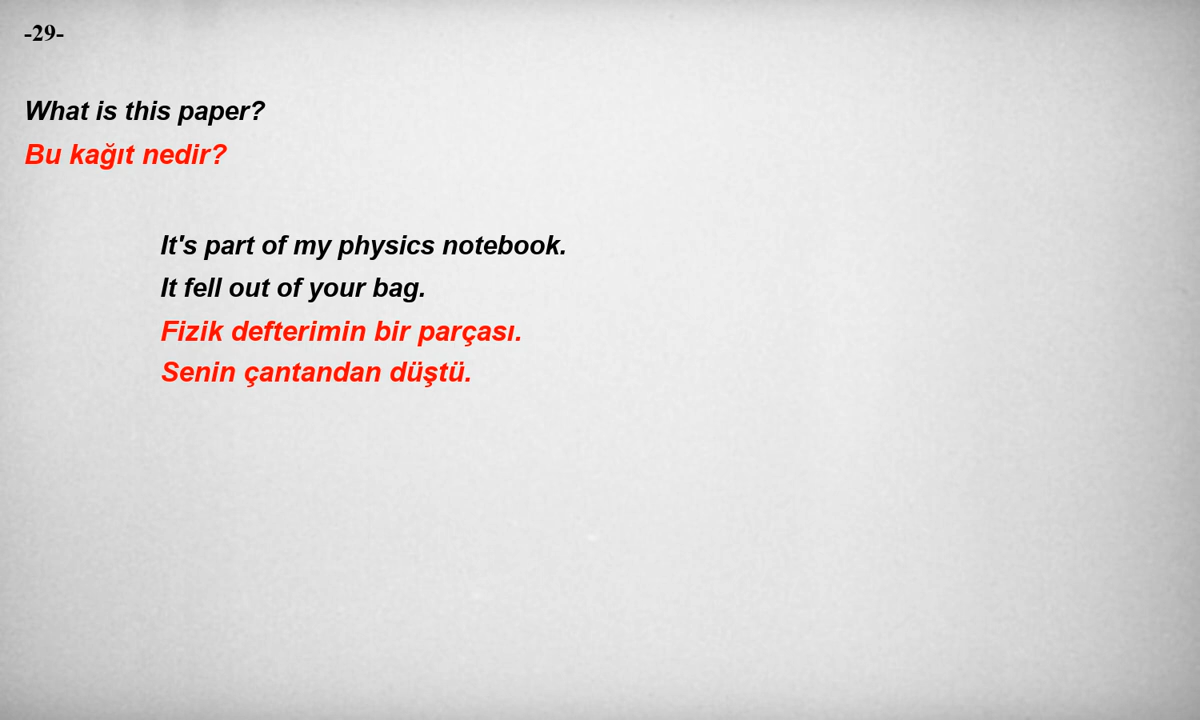 -29-
What is this paper?
Bu kağıt nedir?
It's part of my physics notebook.
It fell out of your bag.
Fizik defterimin bir parçası.
Senin çantandan düştü.